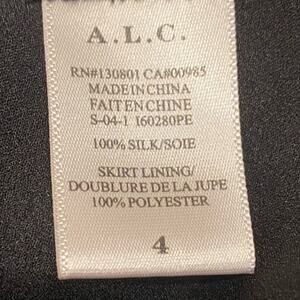 A.L.C.
RN#130801 CA#00985
MADE IN CHINA
FAIT EN CHINE
S-04-1 I60280PE
100% SILK/SOIE
SKIRT LINING/
DOUBLURE DE LA JUPE
100% POLYESTER
4